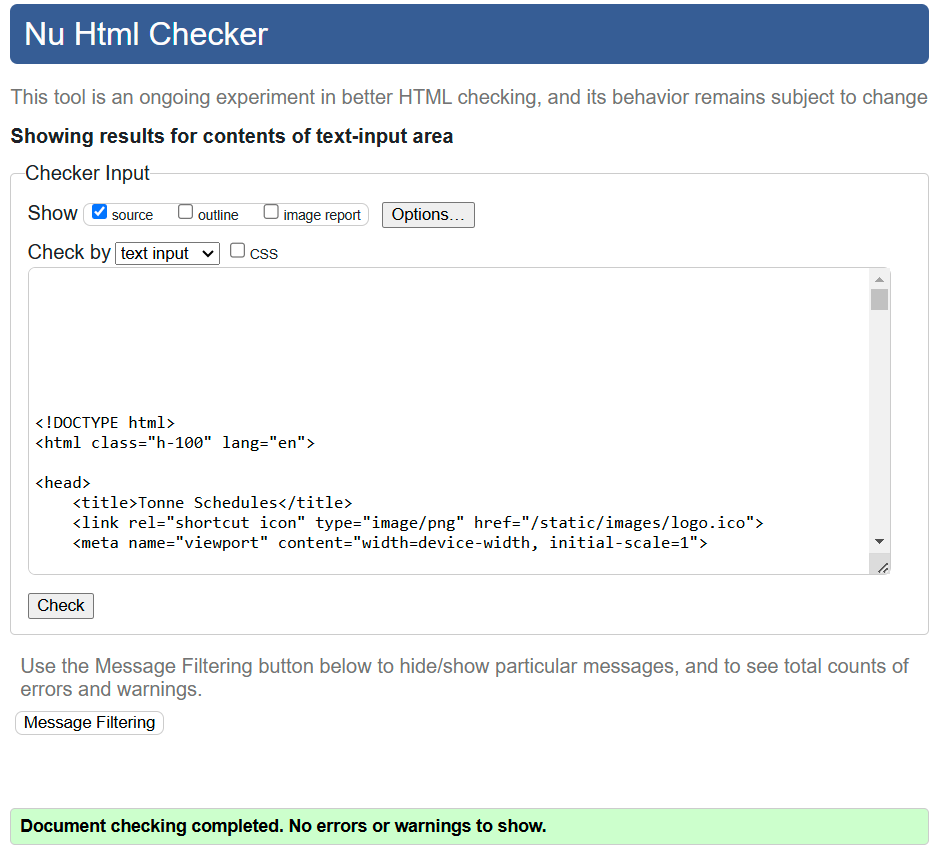 Nu Html Checker
This tool is an ongoing experiment in better HTML checking, and its behavior remains subject to change
Showing results for contents of text-input area
Checker Input
Show source outline image report Options...
Check by text input CSS
<!DOCTYPE html>
<html class="h-100" lang="en">
<head>
<title>Tonne Schedules</title>
<link rel="shortcut icon" type="image/png" href="/static/images/logo.ico">
<meta name="viewport" content="width=device-width, initial-scale=1">
Check
Use the Message Filtering button below to hide/show particular messages, and to see total counts of
errors and warnings.
Message Filtering
Document checking completed. No errors or warnings to show.